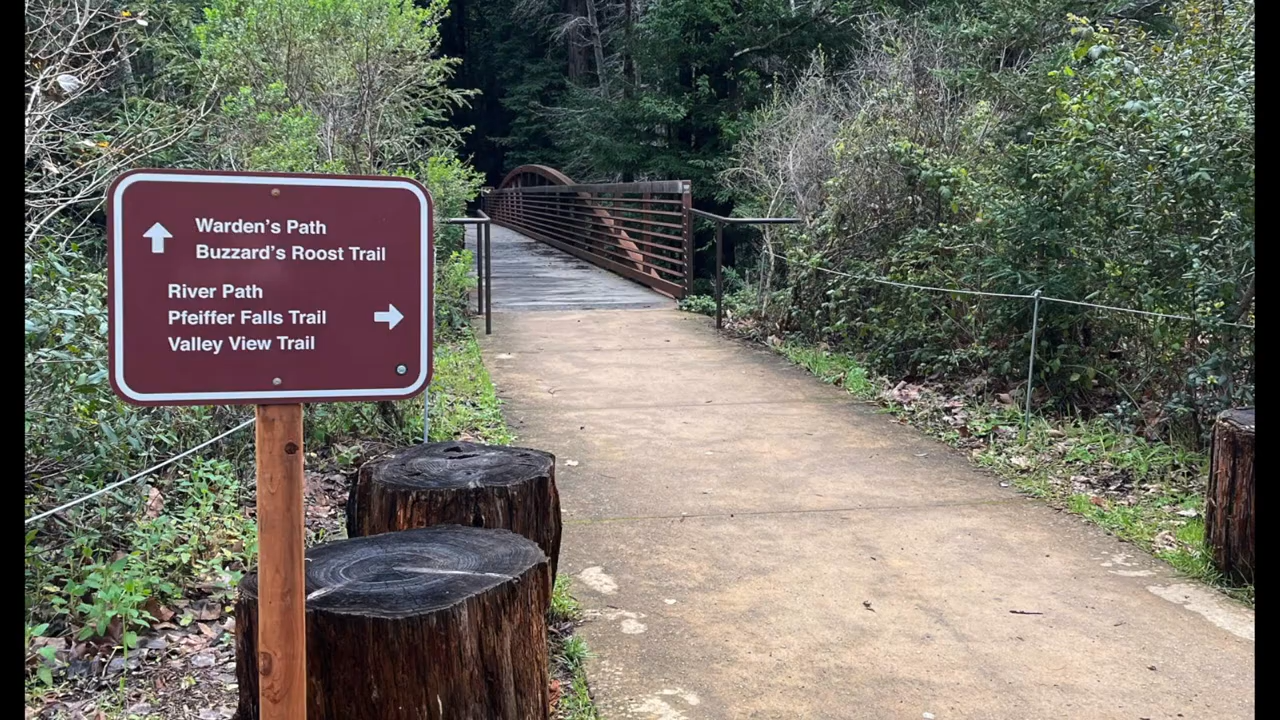 Warden's Path
Buzzard's Roost Trail
River Path
Pfeiffer Falls Trail
Valley View Trail